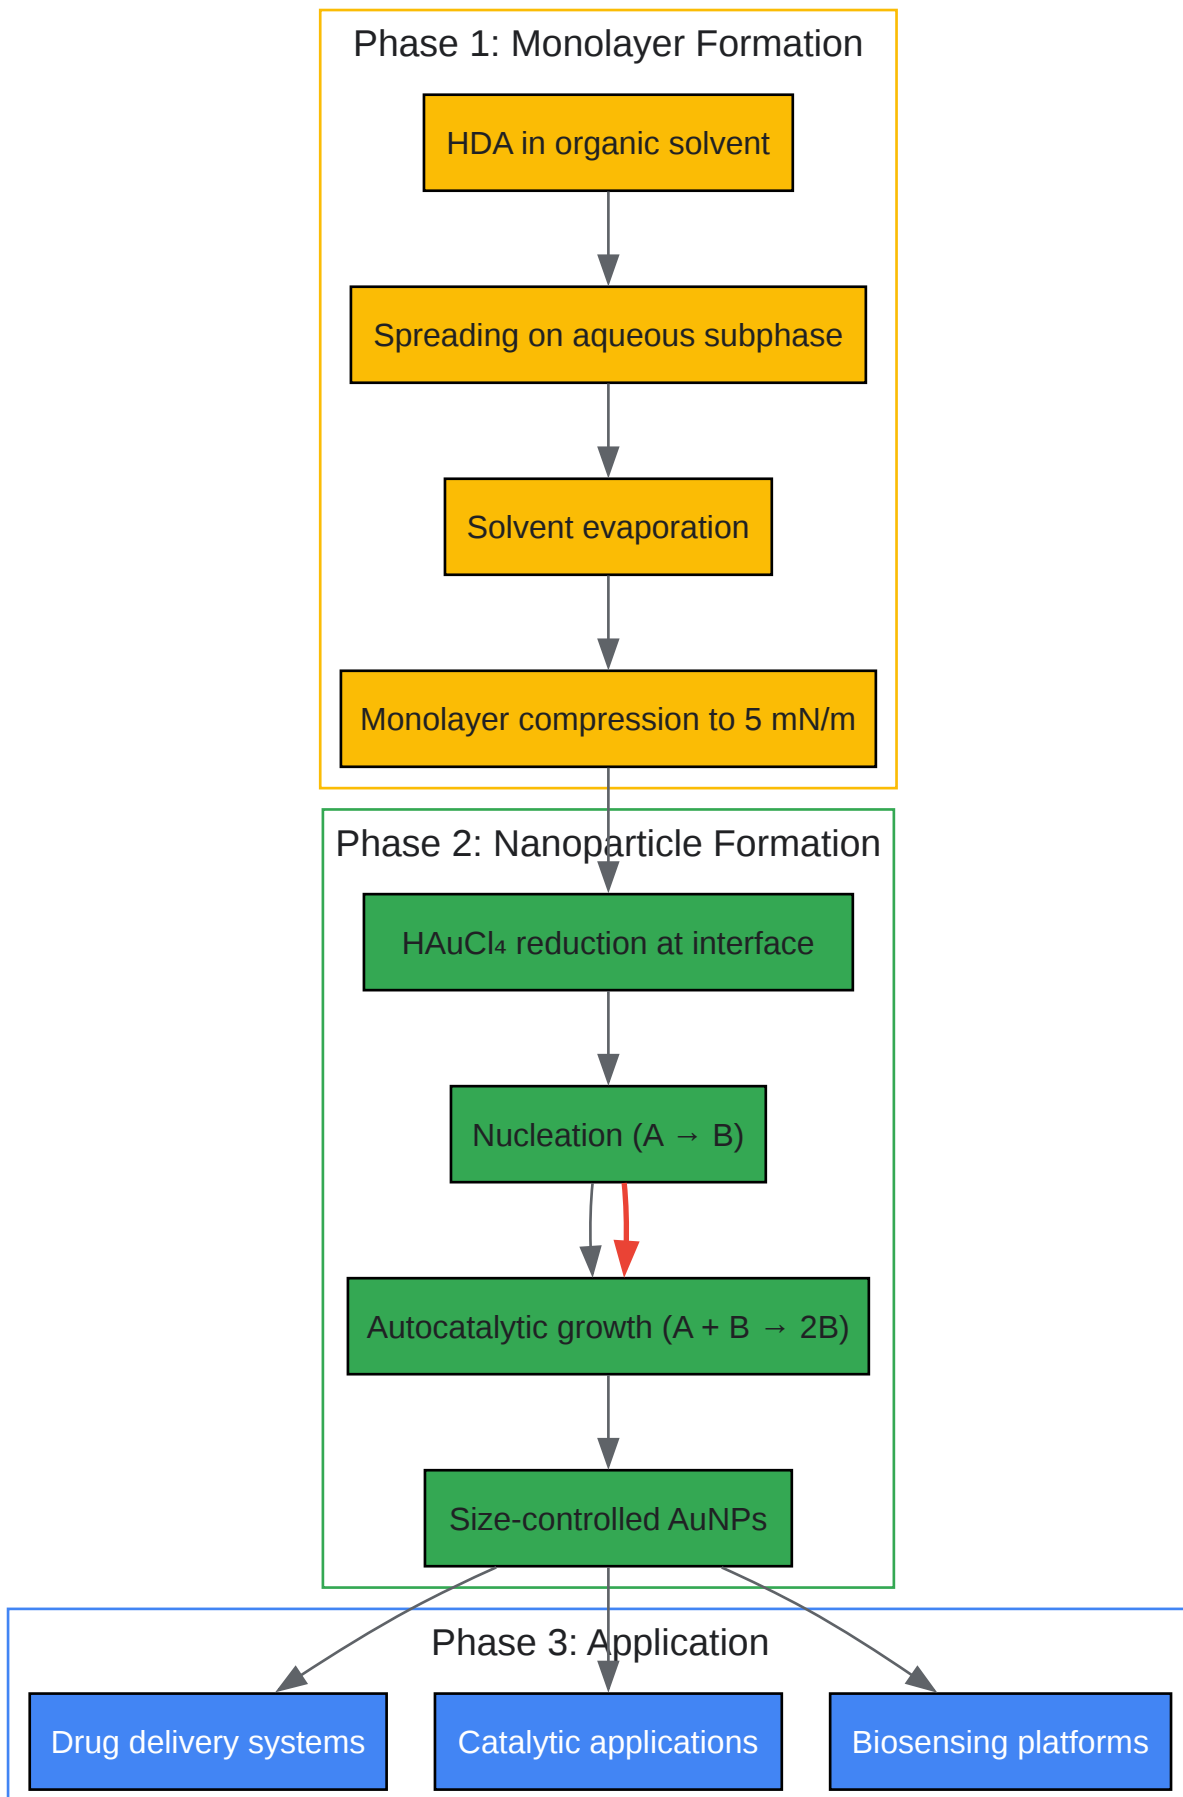 Phase 1: Monolayer Formation
HDA in organic solvent
Spreading on aqueous subphase
Solvent evaporation
Monolayer compression to 5 mN/m
Phase 2: Nanoparticle Formation
HAuCl₄ reduction at interface
Nucleation (A → B)
Autocatalytic growth (A + B → 2B)
Size-controlled AuNPs
Phase 3: Application
Drug delivery systems
Catalytic applications
Biosensing platforms